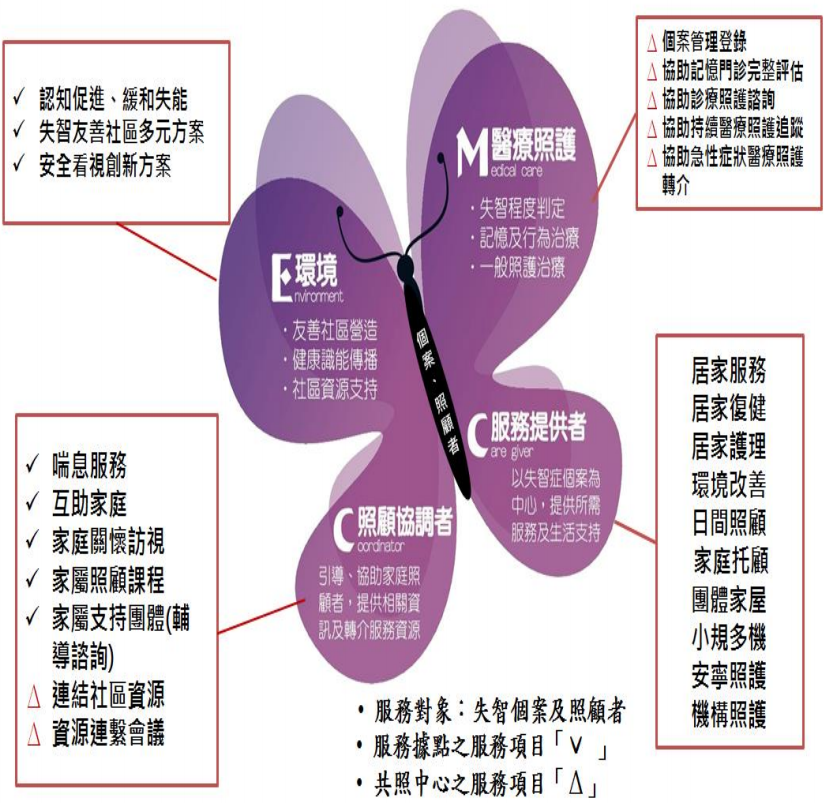 ✓ 認知促進、緩和失能
✓ 失智友善社區多元方案
✓ 安全看視創新方案
△ 個案管理登錄
△ 協助記憶門診完整評估
△ 協助診療照護諮詢
△ 協助持續醫療照護追蹤
△ 協助急性症狀醫療照護
轉介
M醫療照護
edical care
・失智程度判定
・記憶及行為治療
・一般照護治療
E環境
nvironment
・友善社區營造
・健康識能傳播
・社區資源支持
個案、照顧者
C服務提供者
are giver
以失智症個案為
中心，提供所需
服務及生活支持
C照顧協調者
oordinator
引導、協助家庭照
顧者，提供相關資
訊及轉介服務資源
✓ 喘息服務
✓ 互助家庭
✓ 家庭關懷訪視
✓ 家屬照顧課程
✓ 家屬支持團體(輔
導諮詢)
△ 連結社區資源
△ 資源連繫會議
居家服務
居家復健
居家護理
環境改善
日間照顧
家庭托顧
團體家屋
小規多機
安寧照護
機構照護
• 服務對象：失智個案及照顧者
• 服務據點之服務項目「∨ 」
• 共照中心之服務項目「△」